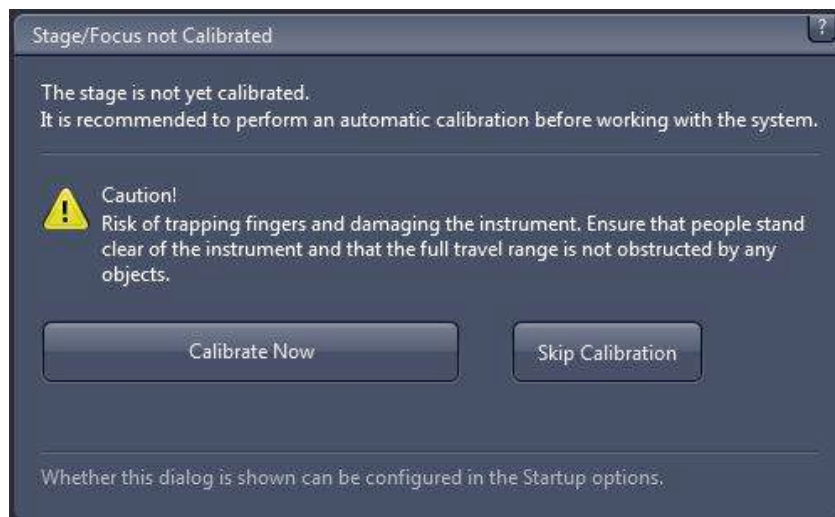 Stage/Focus not Calibrated
?
The stage is not yet calibrated.
It is recommended to perform an automatic calibration before working with the system.
Caution!
Risk of trapping fingers and damaging the instrument. Ensure that people stand
clear of the instrument and that the full travel range is not obstructed by any
objects.
Calibrate Now
Skip Calibration
Whether this dialog is shown can be configured in the Startup options.